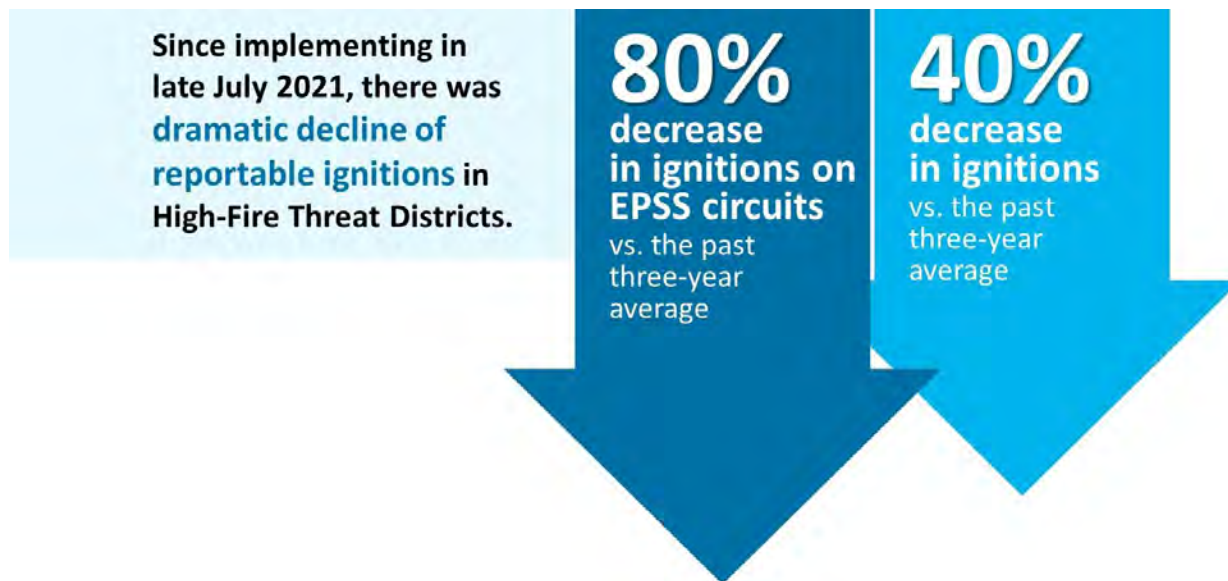 Since implementing in
late July 2021, there was
dramatic decline of
reportable ignitions in
High-Fire Threat Districts.
80%
decrease
in ignitions on
EPSS circuits
vs. the past
three-year
average
40%
decrease
in ignitions
vs. the past
three-year
average